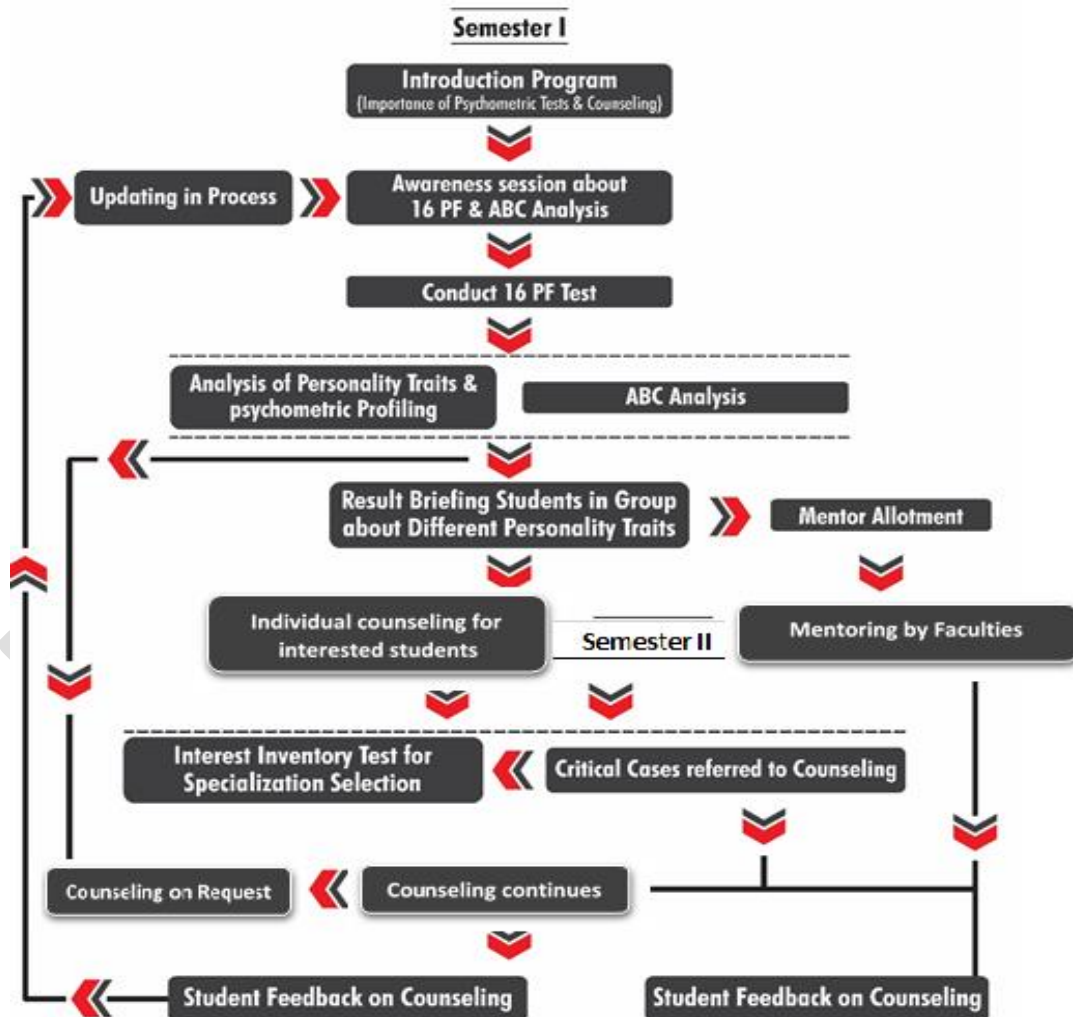 Semester I
Introduction Program
(Importance of Psychometric Tests & Counseling)
Updating in Process
Awareness session about
16 PF & ABC Analysis
Conduct 16 PF Test
Analysis of Personality Traits &
psychometric Profiling
ABC Analysis
Result Briefing Students in Group
about Different Personality Traits
Mentor Allotment
Individual counseling for
interested students
Semester II
Mentoring by Faculties
Interest Inventory Test for
Specialization Selection
Critical Cases referred to Counseling
Counseling on Request
Counseling continues
Student Feedback on Counseling
Student Feedback on Counseling